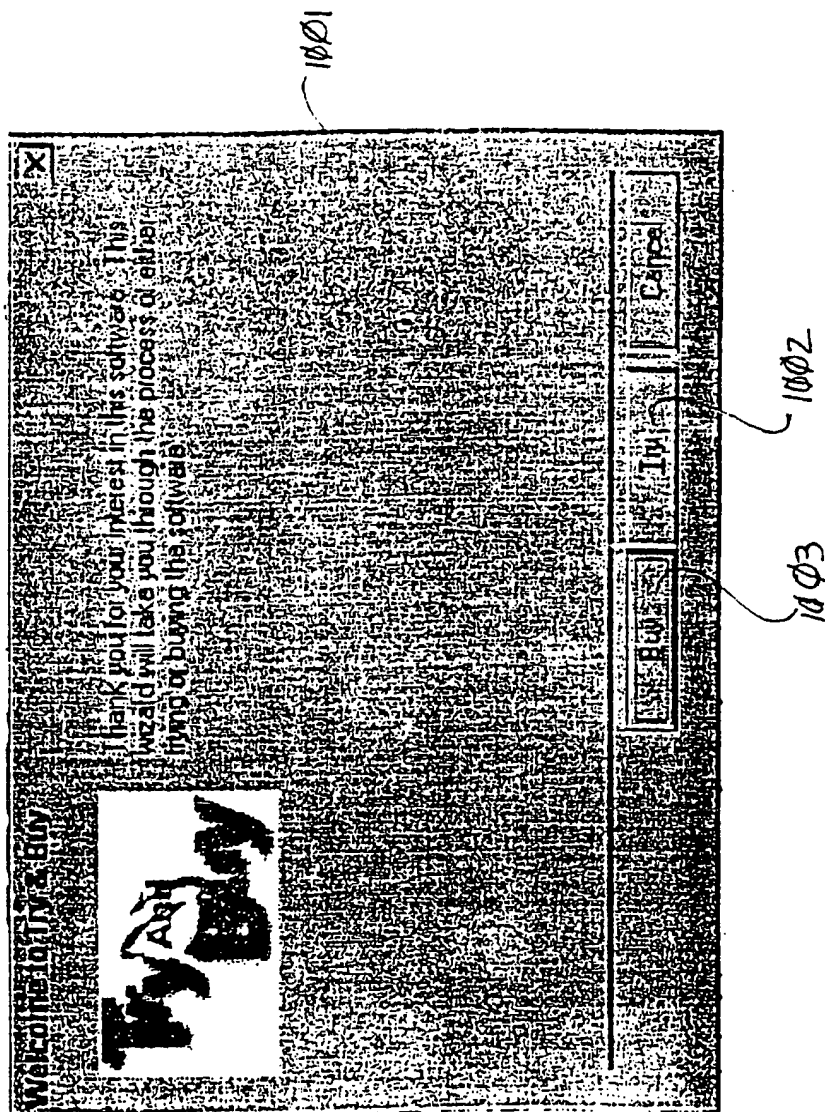 Welcome to Try & Buy
Try AND Buy
Thank you for your interest in this software. This
wizard will take you through the process of either
trying or buying the software
Buy
Try
Cancel
1001
1002
1003